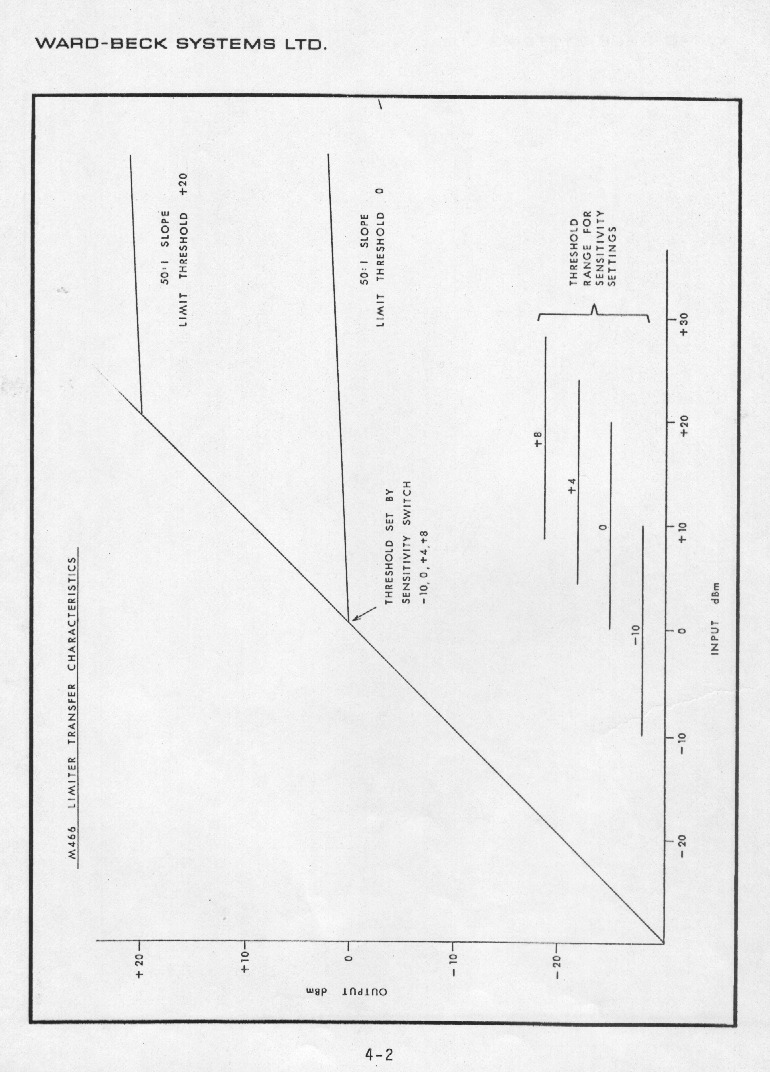 WARD-BECK SYSTEMS LTD.
M466 LIMITER TRANSFER CHARACTERISTICS
50:1 SLOPE
LIMIT THRESHOLD +20
50:1 SLOPE
LIMIT THRESHOLD 0
THRESHOLD SET BY
SENSITIVITY SWITCH
-10, 0, +4, +8
THRESHOLD
RANGE FOR
SENSITIVITY
SETTINGS
+8
+4
0
-10
OUTPUT dBm
+20
+10
0
-10
-20
-20
-10
0
+10
+20
+30
INPUT dBm
4-2